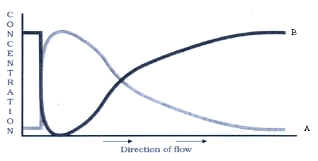 CONCENTRATION
B
A
Direction of flow